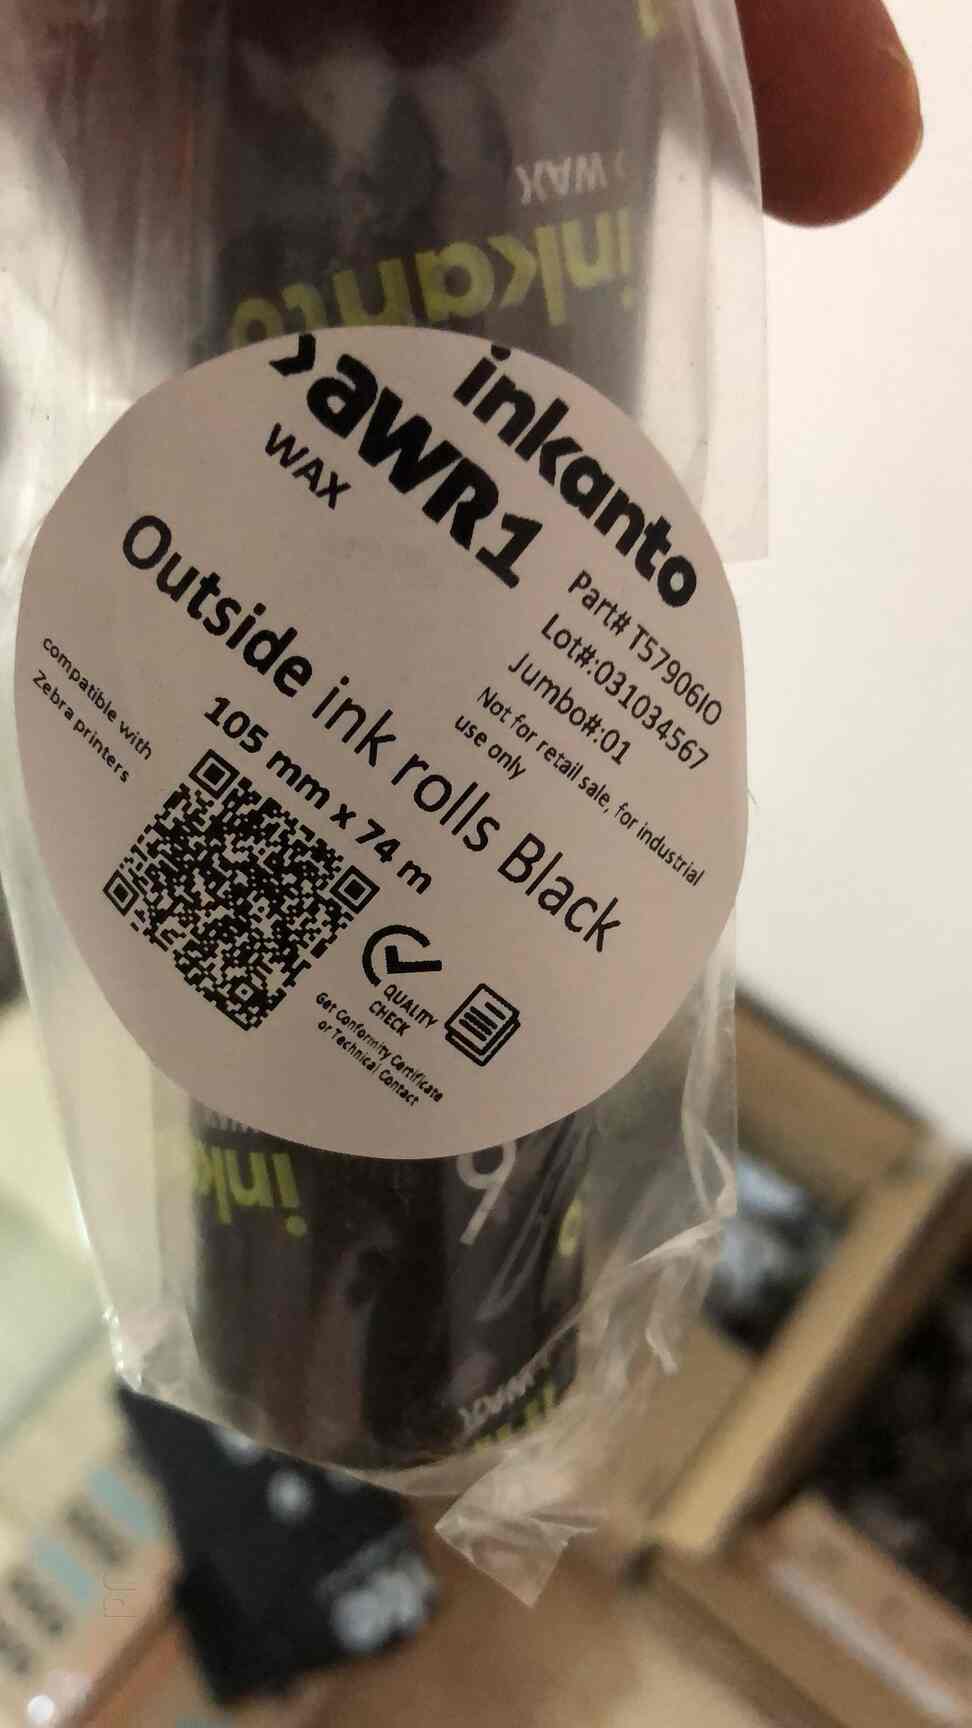 WAX
inkanto
inkanto
aWR1
WAX
Part# T57906IO
Lot#:031034567
Jumbo#:01
Not for retail sale, for industrial
use only
Outside ink rolls Black
105 mm x 74 m
compatible with
Zebra printers
QUALITY
CHECK
Get Conformity Certificate
or Technical Contact
ink